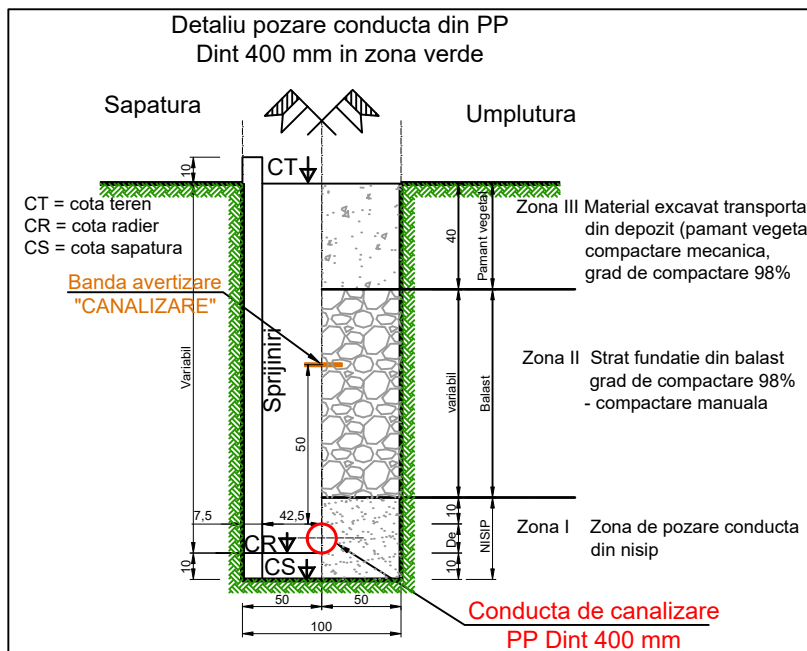 Detaliu pozare conducta din PP
Dint 400 mm in zona verde
Sapatura
Umplutura
10
CT
CT = cota teren
CR = cota radier
CS = cota sapatura
40
Pamant vegetal
Zona III Material excavat transporta
din depozit (pamant vegeta
compactare mecanica,
grad de compactare 98%
Banda avertizare
"CANALIZARE"
Variabil
Sprijiniri
50
variabil
Balast
Zona II Strat fundatie din balast
grad de compactare 98%
- compactare manuala
7,5
42,5
10
De
10
NISIP
Zona I Zona de pozare conducta
din nisip
CR
10
CS
50
50
100
Conducta de canalizare
PP Dint 400 mm